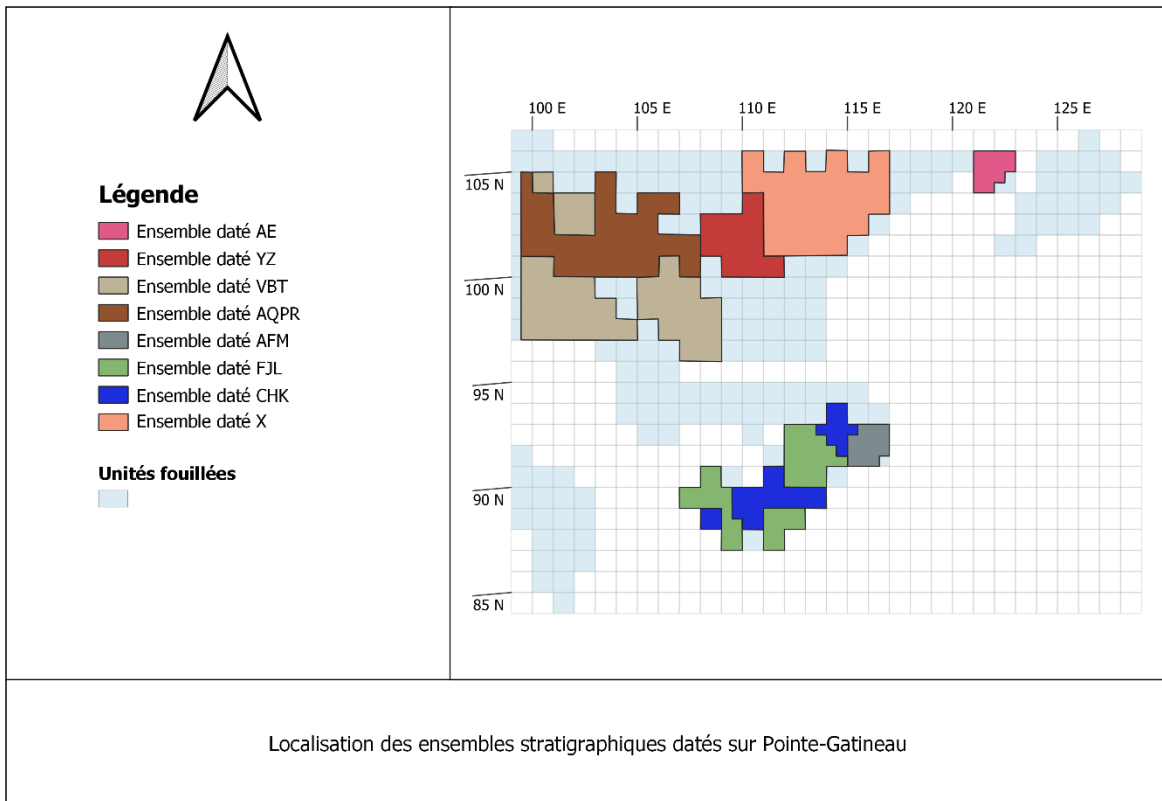 100 E
105 E
110 E
115 E
121 E
125 E
105 N
100 N
95 N
90 N
85 N
Légende
Ensemble daté AE
Ensemble daté YZ
Ensemble daté VBT
Ensemble daté AQPR
Ensemble daté AFM
Ensemble daté FJL
Ensemble daté CHK
Ensemble daté X
Unités fouillées
Localisation des ensembles stratigraphiques datés sur Pointe-Gatineau